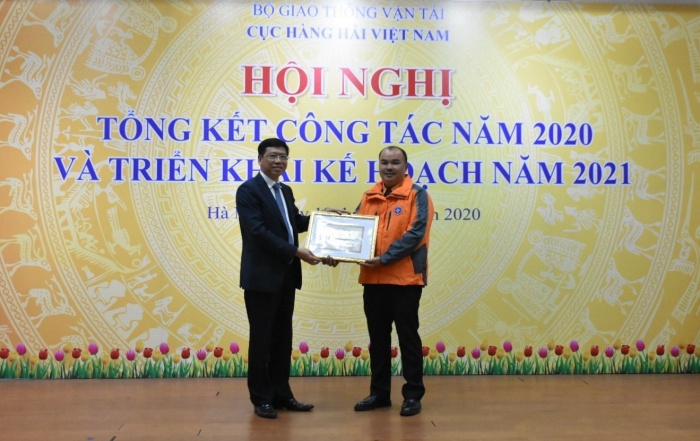 BỘ GIAO THÔNG VẬN TẢI
CỤC HÀNG HẢI VIỆT NAM
HỘI NGHỊ
TỔNG KẾT CÔNG TÁC NĂM 2020
VÀ TRIỂN KHAI KẾ HOẠCH NĂM 2021
Hà 2020